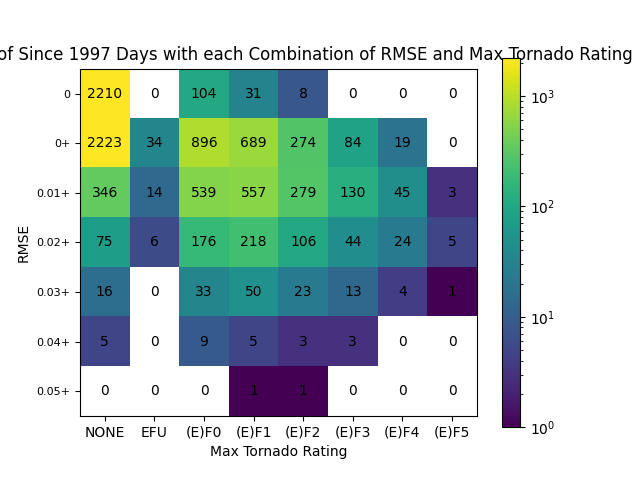 of Since 1997 Days with each Combination of RMSE and Max Tornado Rating
0 2210 0 104 31 8 0 0 0
0+ 2223 34 896 689 274 84 19 0
0.01+ 346 14 539 557 279 130 45 3
0.02+ 75 6 176 218 106 44 24 5
0.03+ 16 0 33 50 23 13 4 1
0.04+ 5 0 9 5 3 3 0 0
0.05+ 0 0 0 1 1 0 0 0
NONE EFU (E)F0 (E)F1 (E)F2 (E)F3 (E)F4 (E)F5
Max Tornado Rating
RMSE
10³
10²
10¹
10⁰